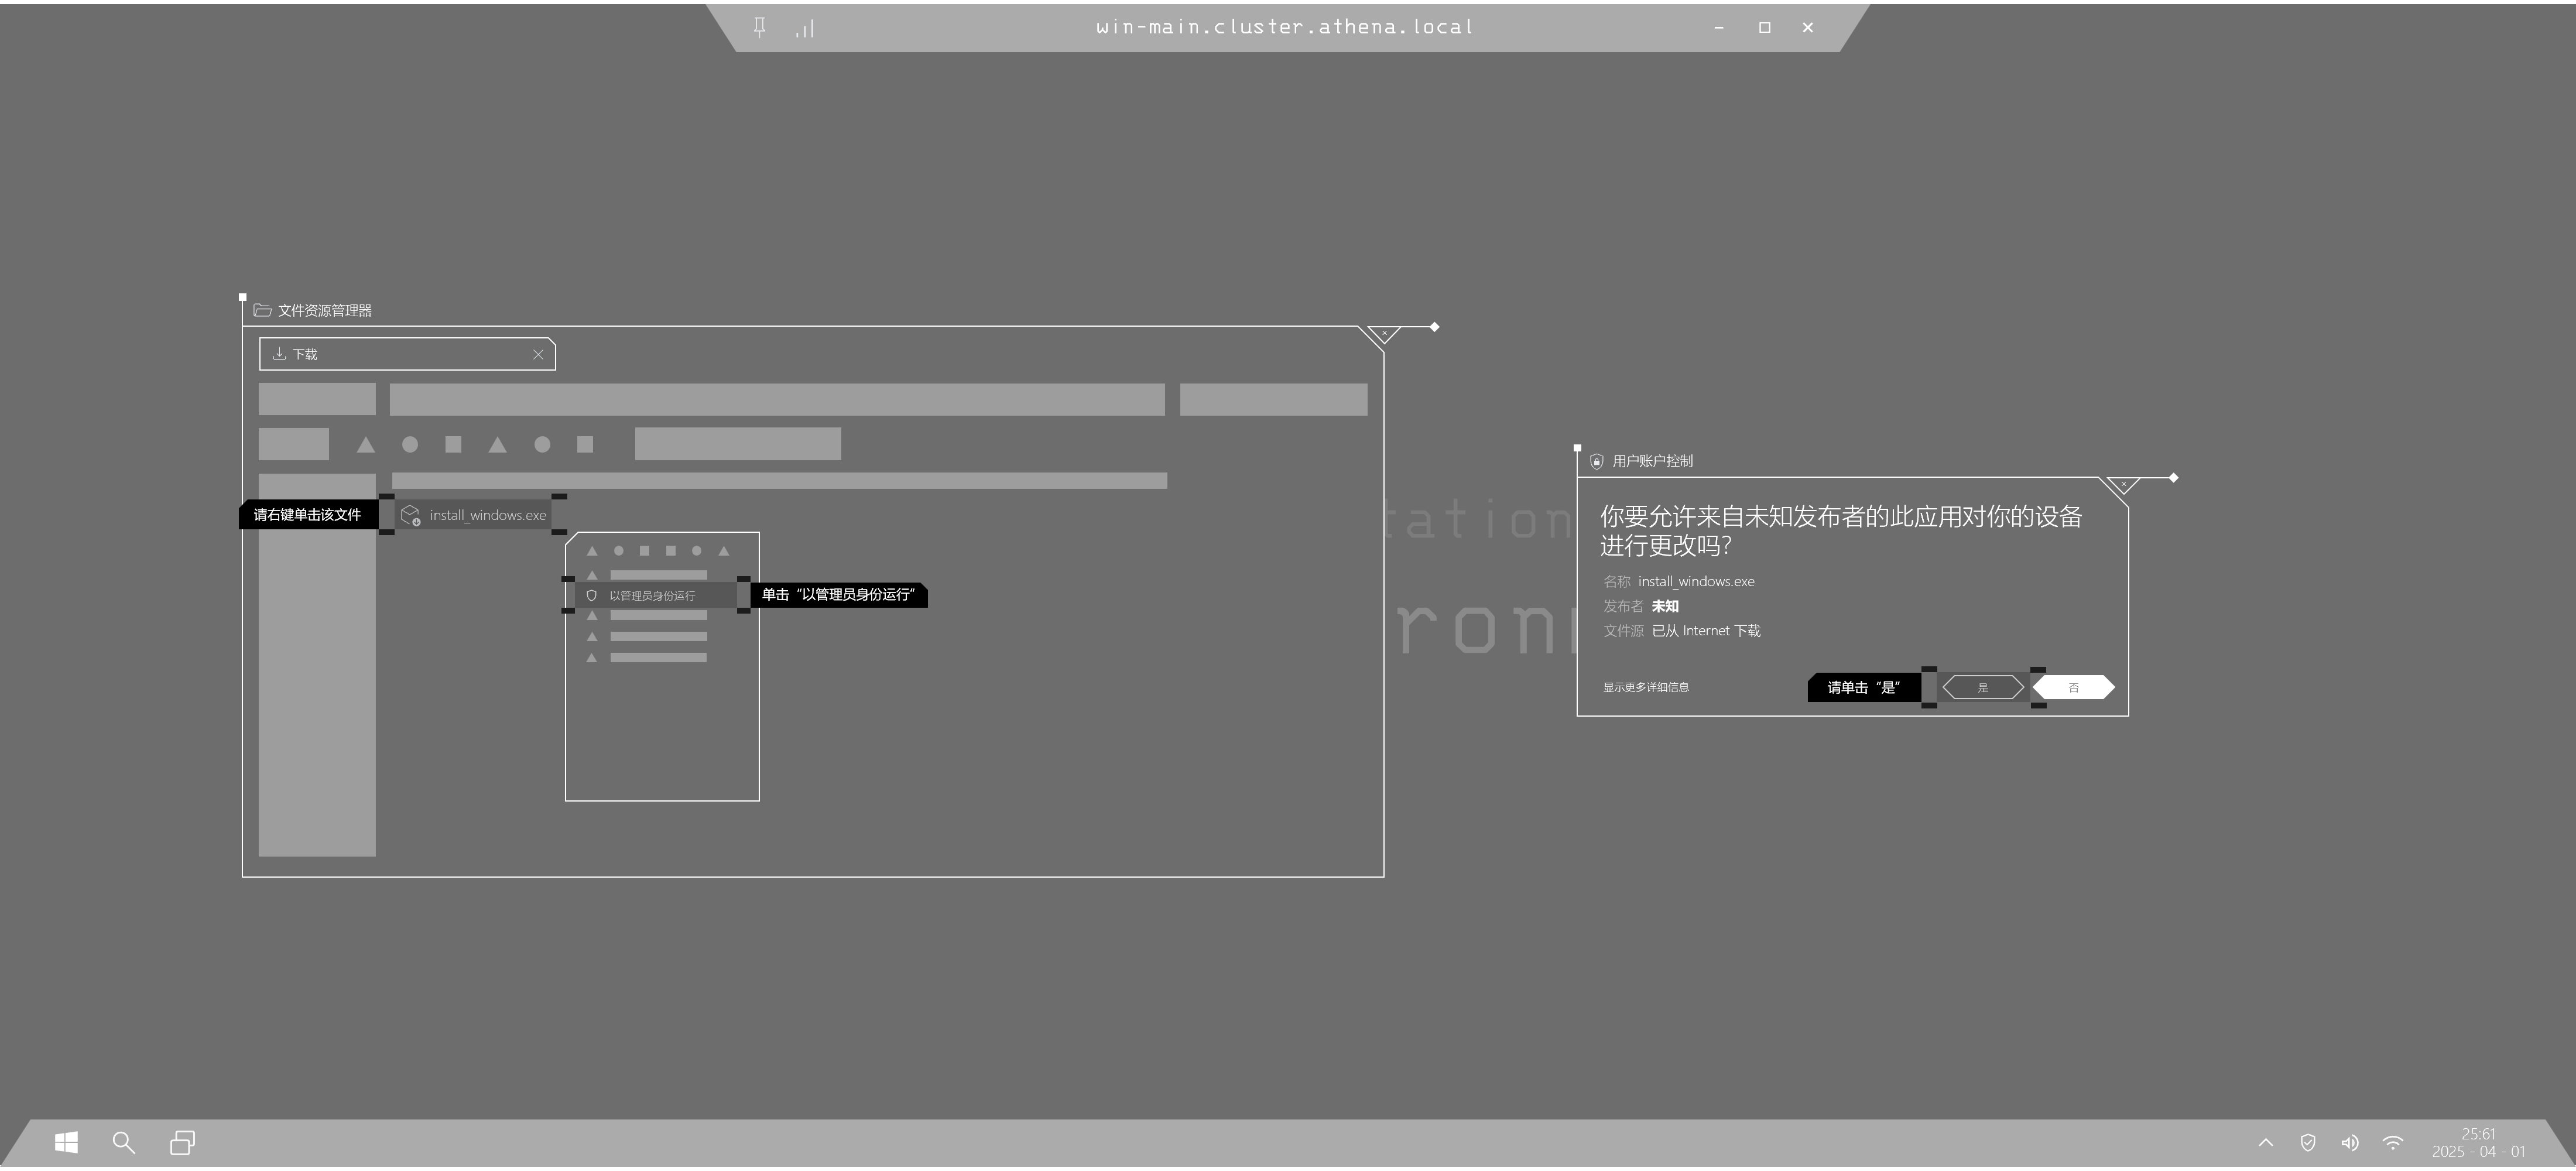 win-main.cluster.athena.local
文件资源管理器
下载
请右键单击该文件
install_windows.exe
以管理员身份运行
单击“以管理员身份运行”
tation
ron
用户账户控制
你要允许来自未知发布者的此应用对你的设备
进行更改吗?
名称 install_windows.exe
发布者 未知
文件源 已从 Internet 下载
显示更多详细信息
请单击“是”
是
否
25:61
2025 - 04 - 01